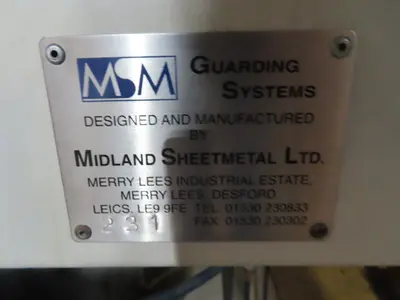 MSM GUARDING
SYSTEMS
DESIGNED AND MANUFACTURED
BY
MIDLAND SHEETMETAL LTD.
MERRY LEES INDUSTRIAL ESTATE,
MERRY LEES, DESFORD
LEICS, LE9 9FE TEL 01530 230833
231 FAX 01530 230302